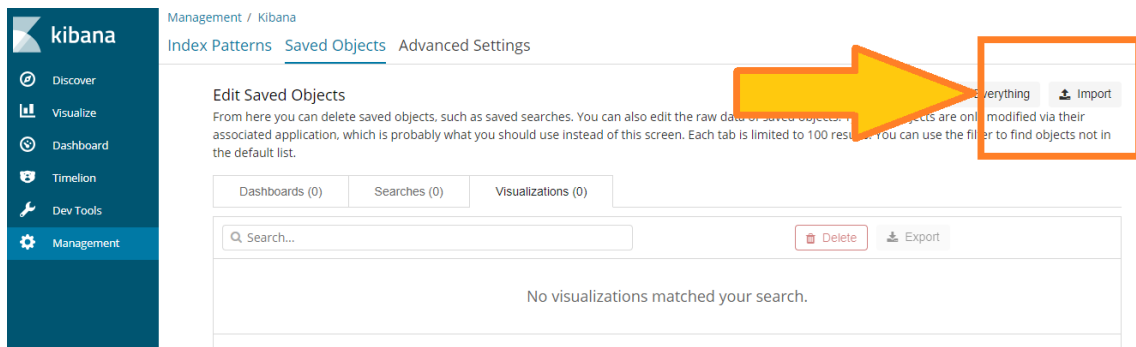 kibana
Discover
Visualize
Dashboard
Timelion
Dev Tools
Management
Management / Kibana
Index Patterns Saved Objects Advanced Settings
Edit Saved Objects
Everything Import
From here you can delete saved objects, such as saved searches. You can also edit the raw data of saved objects. objects are only modified via their
associated application, which is probably what you should use instead of this screen. Each tab is limited to 100 results. You can use the filter to find objects not in
the default list.
Dashboards (0) Searches (0) Visualizations (0)
Search... Delete Export
No visualizations matched your search.